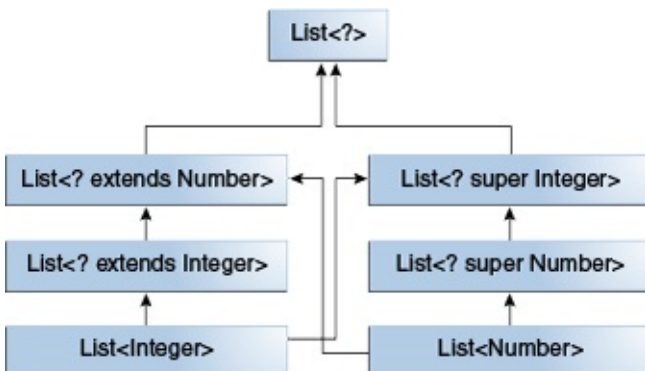 List<?>
List<? extends Number>
List<? super Integer>
List<? extends Integer>
List<? super Number>
List<Integer>
List<Number>